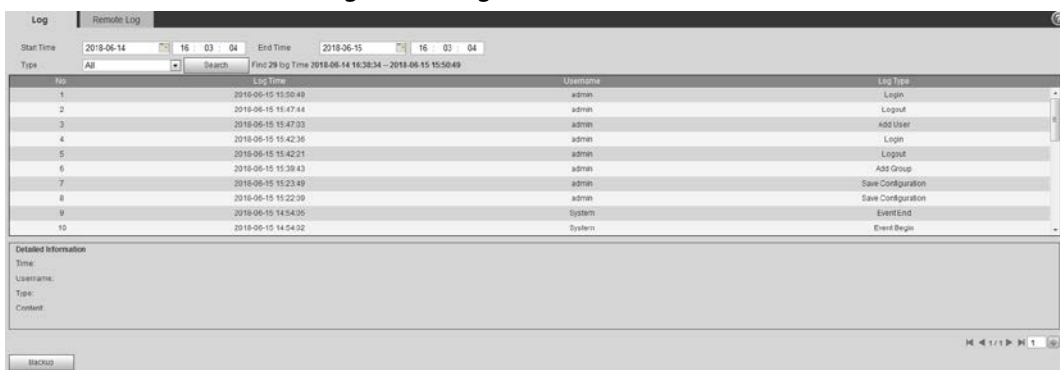 Log Remote Log
Start Time 2018-06-14 16 : 03 : 04 End Time 2018-06-15 16 : 03 : 04
Type All Search Find 29 log Time 2018-06-14 16:38:34 -- 2018-06-15 15:50:49
No. Log Time Username Log Type
1 2018-06-15 15:50:49 admin Login
2 2018-06-15 15:47:44 admin Logout
3 2018-06-15 15:47:33 admin Add User
4 2018-06-15 15:42:36 admin Login
5 2018-06-15 15:42:21 admin Logout
6 2018-06-15 15:39:43 admin Add Group
7 2018-06-15 15:23:49 admin Save Configuration
8 2018-06-15 15:22:39 admin Save Configuration
9 2018-06-15 14:54:35 System Event End
10 2018-06-15 14:54:32 System Event Begin
Detailed Information
Time:
Username:
Type:
Content:
1/1 1
Backup